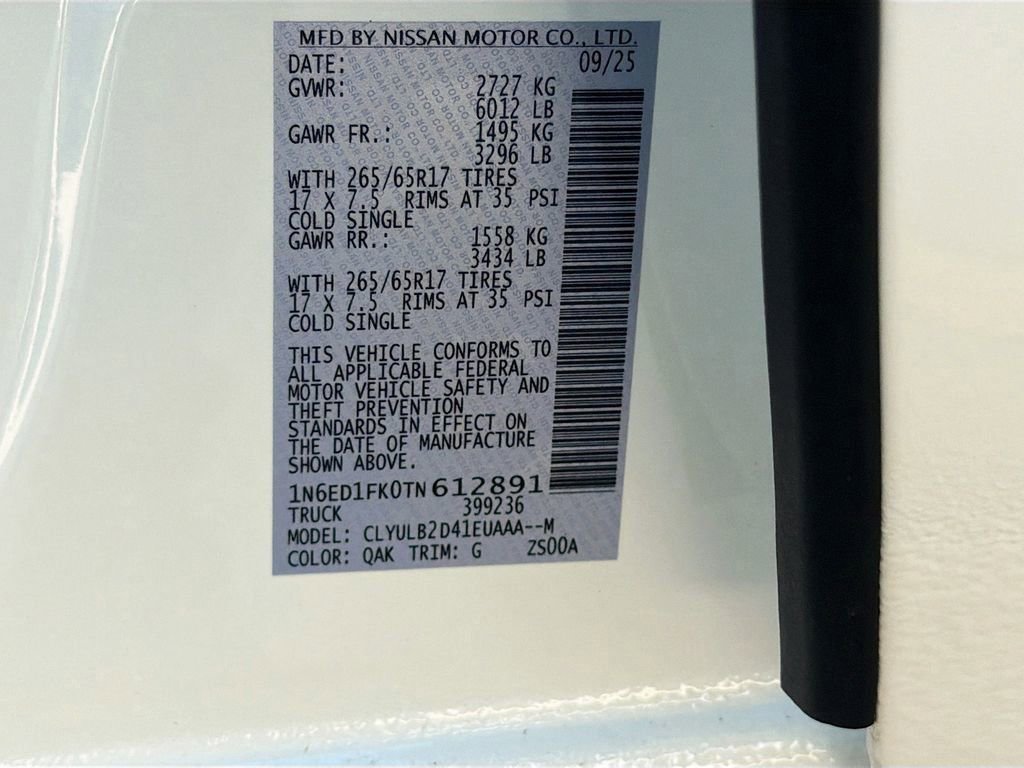 MFD BY NISSAN MOTOR CO., LTD.
DATE: 09/25
GVWR: 2727 KG
6012 LB
GAWR FR.: 1495 KG
3296 LB
WITH 265/65R17 TIRES
17 X 7.5 RIMS AT 35 PSI
COLD SINGLE
GAWR RR.: 1558 KG
3434 LB
WITH 265/65R17 TIRES
17 X 7.5 RIMS AT 35 PSI
COLD SINGLE
THIS VEHICLE CONFORMS TO
ALL APPLICABLE FEDERAL
MOTOR VEHICLE SAFETY AND
THEFT PREVENTION
STANDARDS IN EFFECT ON
THE DATE OF MANUFACTURE
SHOWN ABOVE.
1N6ED1FK0TN612891
TRUCK 399236
MODEL: CLYULB2D41EUAAA--M
COLOR: QAK TRIM: G ZS00A